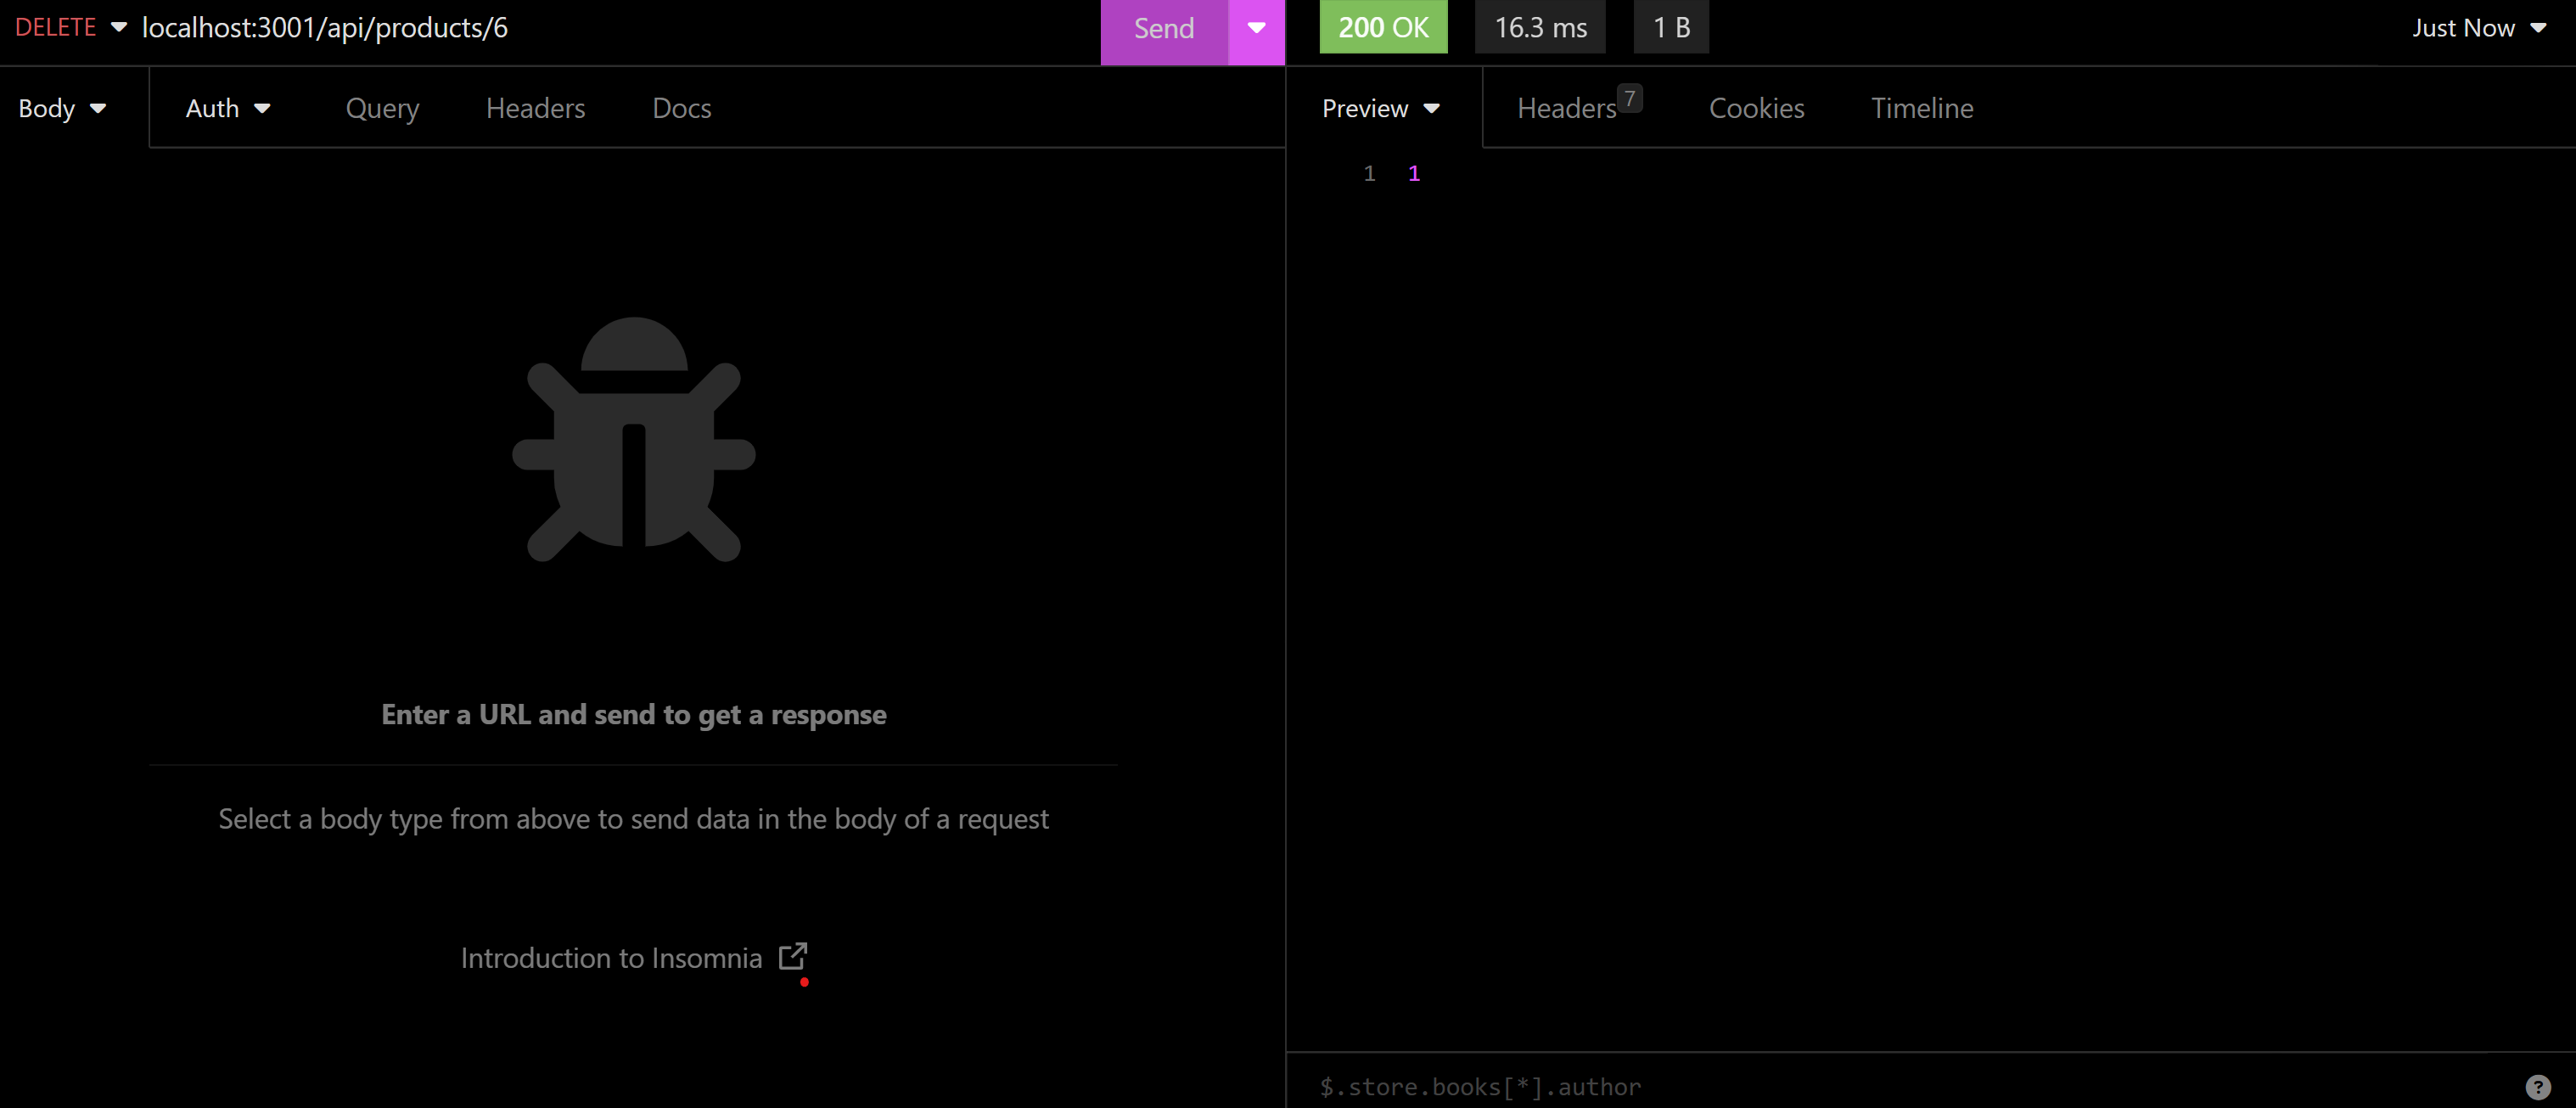 DELETE localhost:3001/api/products/6 Send
200 OK 16.3 ms 1 B Just Now
Body Auth Query Headers Docs
Preview Headers 7 Cookies Timeline
1 1
Enter a URL and send to get a response
Select a body type from above to send data in the body of a request
Introduction to Insomnia
$.store.books[*].author ?